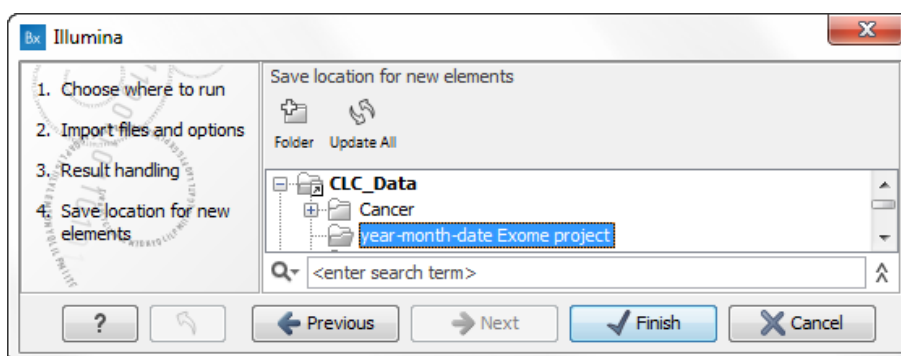 Bx Illumina
1. Choose where to run
2. Import files and options
3. Result handling
4. Save location for new
elements
Save location for new elements
Folder Update All
CLC_Data
Cancer
year-month-date Exome project
<enter search term>
? Previous Next Finish Cancel